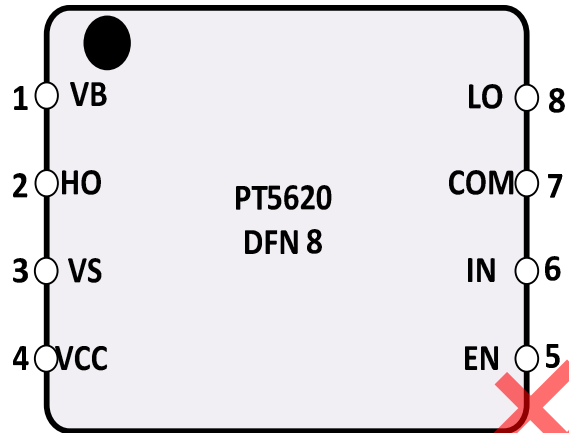 1 VB LO 8
2 HO COM 7
PT5620
DFN 8
3 VS IN 6
4 VCC EN 5